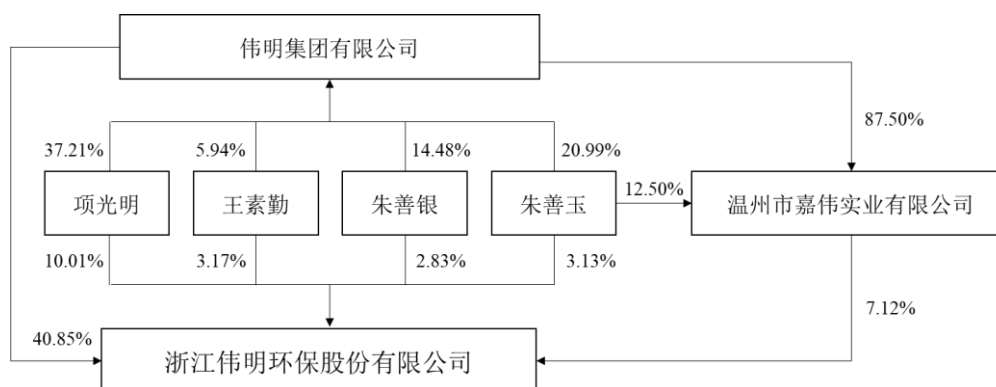 伟明集团有限公司
87.50%
37.21%
5.94%
14.48%
20.99%
项光明
王素勤
朱善银
朱善玉
12.50%
温州市嘉伟实业有限公司
10.01%
3.17%
2.83%
3.13%
7.12%
40.85%
浙江伟明环保股份有限公司